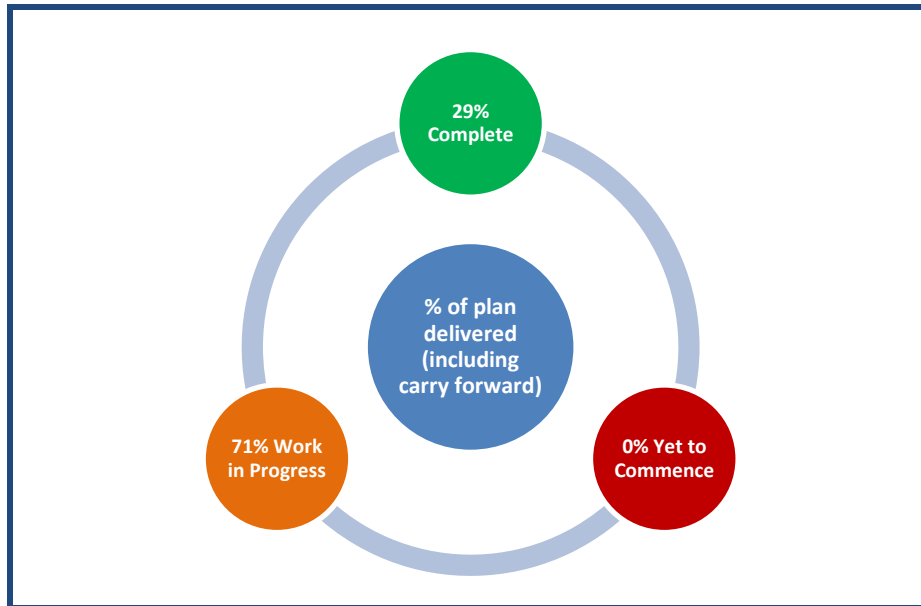 29%
Complete
% of plan
delivered
(including
carry forward)
71% Work
in Progress
0% Yet to
Commence